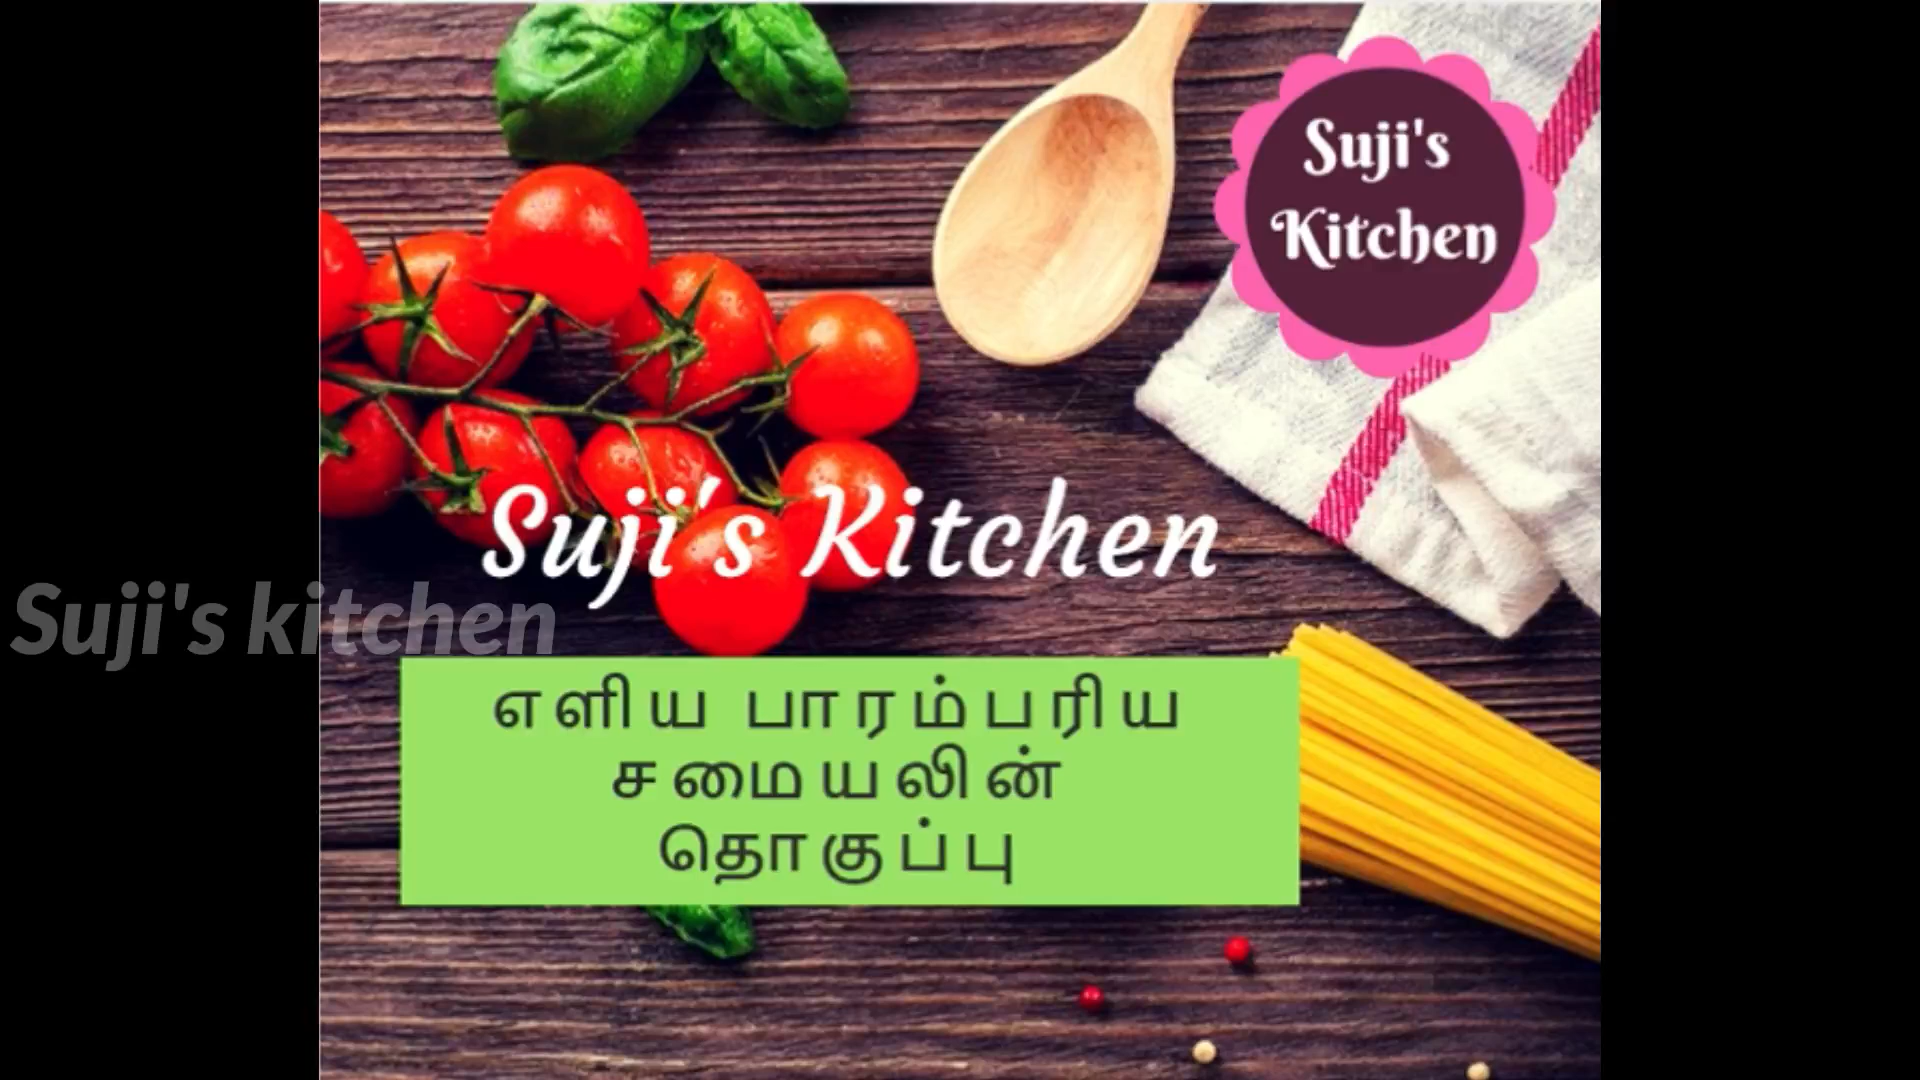 Suji's
Kitchen
Suji's Kitchen
Suji's kitchen
எளிய பாரம்பரிய
சமையலின்
தொகுப்பு